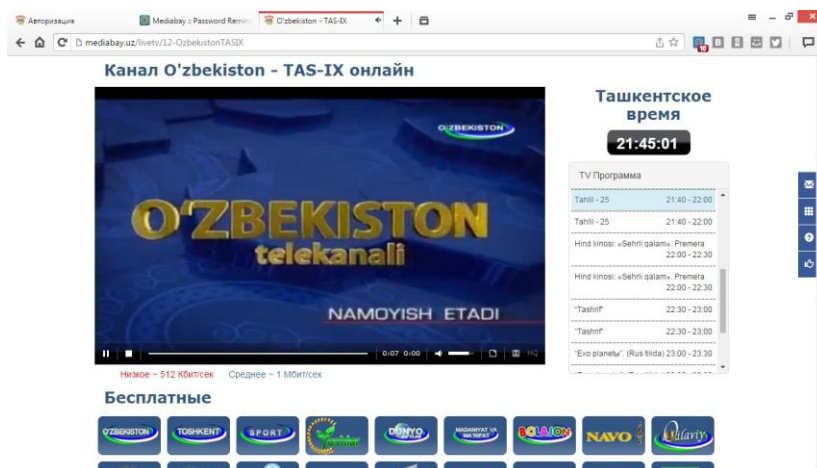 Авторизация
Mediabay :: Password Remin
O'zbekiston - TAS-IX
mediabay.uz/livetv/12-OzbekistonTASIX
10
Канал O'zbekiston - TAS-IX онлайн
O'ZBEKISTON
O'ZBEKISTON
telekanali
NAMOYISH ETADI
0:07 0:00
HQ
Низкое ~ 512 Кбит/сек Среднее ~ 1 Мбит/сек
Ташкентское
время
21:45:01
TV Программа
Tahlil - 25 21:40 - 22:00
Tahlil - 25 21:40 - 22:00
Hind kinosi: «Sehrli qalam». Premera
22:00 - 22:30
Hind kinosi: «Sehrli qalam». Premera
22:00 - 22:30
"Tashrif" 22:30 - 23:00
"Tashrif" 22:30 - 23:00
"Exo planetы". (Rus tilida) 23:00 - 23:30
Бесплатные
O'ZBEKISTON TOSHKENT SPORT Yoshlar DUNYO MADANIYAT VA MA'RIFAT BOLAJON NAVO Oilaviy